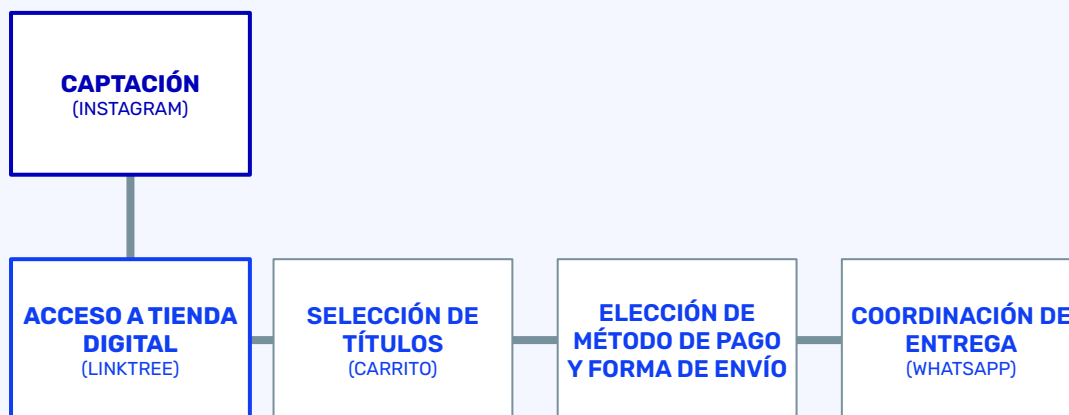 CAPTACIÓN
(INSTAGRAM)
ACCESO A TIENDA
DIGITAL
(LINKTREE)
SELECCIÓN DE
TÍTULOS
(CARRITO)
ELECCIÓN DE
MÉTODO DE PAGO
Y FORMA DE ENVÍO
COORDINACIÓN DE
ENTREGA
(WHATSAPP)